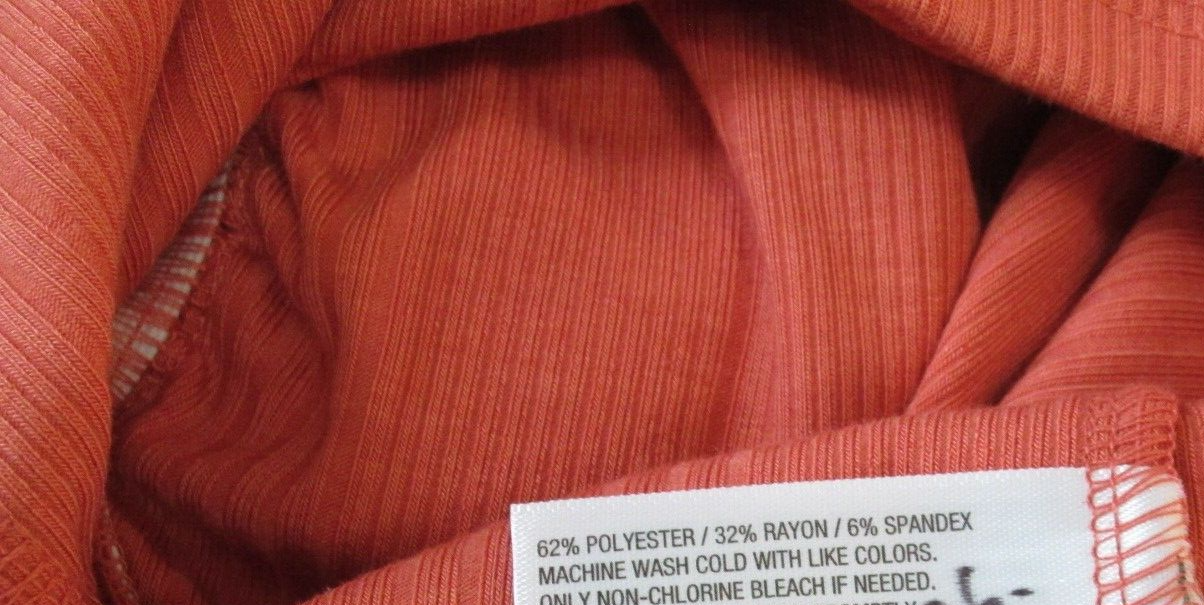 62% POLYESTER / 32% RAYON / 6% SPANDEX
MACHINE WASH COLD WITH LIKE COLORS.
ONLY NON-CHLORINE BLEACH IF NEEDED.